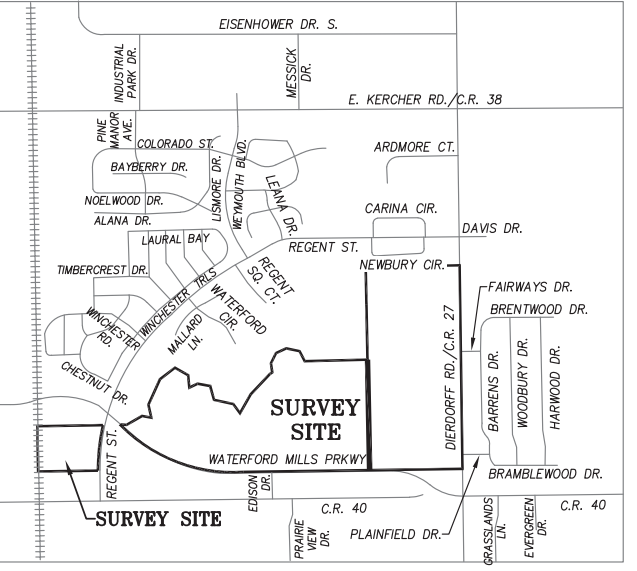 EISENHOWER DR. S.
INDUSTRIAL
PARK DR.
MESSICK
DR.
E. KERCHER RD./C.R. 38
PINE
MANOR
AVE.
COLORADO ST.
BAYBERRY DR.
NOELWOOD DR.
ALANA DR.
LISMORE DR.
WEYMOUTH BLVD.
LEANA DR.
ARDMORE CT.
CARINA CIR.
DAVIS DR.
REGENT ST.
NEWBURY CIR.
LAURAL BAY
TIMBERCREST DR.
WINCHESTER TRLS
REGENT
SQ. CT.
WATERFORD
CIR.
MALLARD
LN.
WINCHESTER
RD.
CHESTNUT DR.
FAIRWAYS DR.
BRENTWOOD DR.
DIERDORFF RD./C.R. 27
BARRENS DR.
WOODBURY DR.
HARWOOD DR.
SURVEY
SITE
WATERFORD MILLS PRKWY
REGENT ST.
BRAMBLEWOOD DR.
EDISON
DR.
C.R. 40
C.R. 40
SURVEY SITE
PRAIRIE
VIEW
DR.
PLAINFIELD DR.
GRASSLANDS
LN.
EVERGREEN
DR.